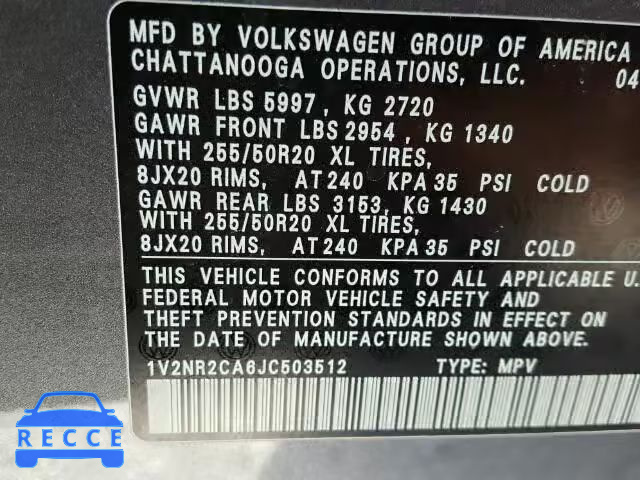 MFD BY VOLKSWAGEN GROUP OF AMERICA
CHATTANOOGA OPERATIONS, LLC. 04
GVWR LBS 5997, KG 2720
GAWR FRONT LBS 2954, KG 1340
WITH 255/50R20 XL TIRES,
8JX20 RIMS, AT 240 KPA 35 PSI COLD
GAWR REAR LBS 3153, KG 1430
WITH 255/50R20 XL TIRES,
8JX20 RIMS, AT 240 KPA 35 PSI COLD
THIS VEHICLE CONFORMS TO ALL APPLICABLE U.
FEDERAL MOTOR VEHICLE SAFETY AND
THEFT PREVENTION STANDARDS IN EFFECT ON
THE DATE OF MANUFACTURE SHOWN ABOVE.
1V2NR2CA6JC503512 TYPE: MPV
RECCE